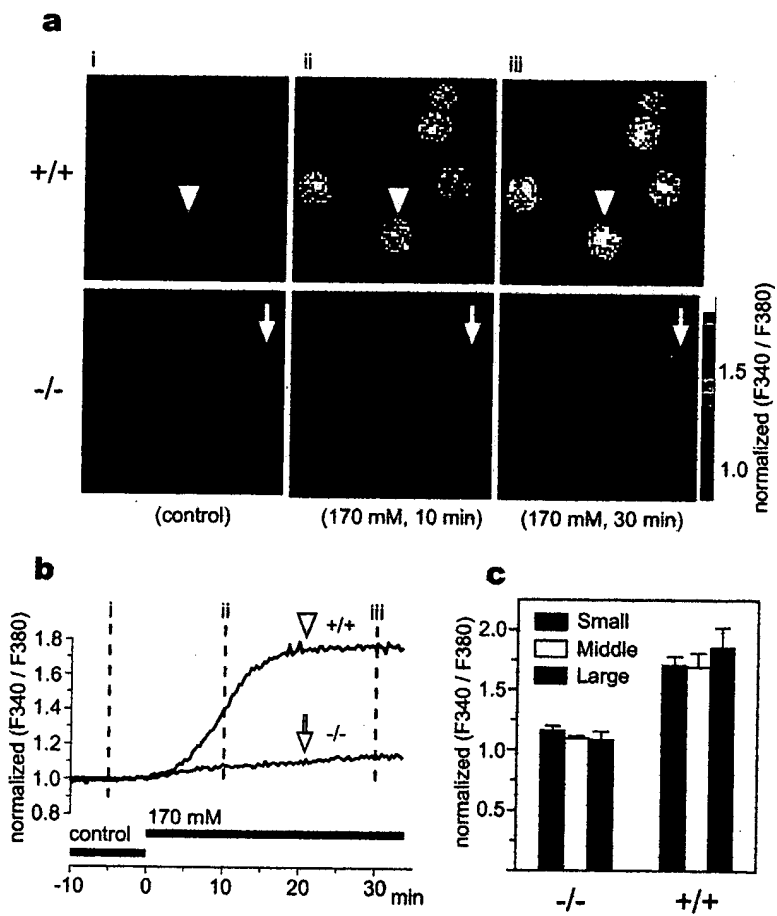 a
i ii iii
+/+
-/-
(control) (170 mM, 10 min) (170 mM, 30 min)
1.5
1.0
normalized (F340 / F380)
b
i ii iii
+/+
-/-
1.8
1.6
1.4
1.2
1.0
0.8
normalized (F340 / F380)
170 mM
control
-10 0 10 20 30 min
c
Small
Middle
Large
2.0
1.5
1.0
0.5
normalized (F340 / F380)
-/- +/+